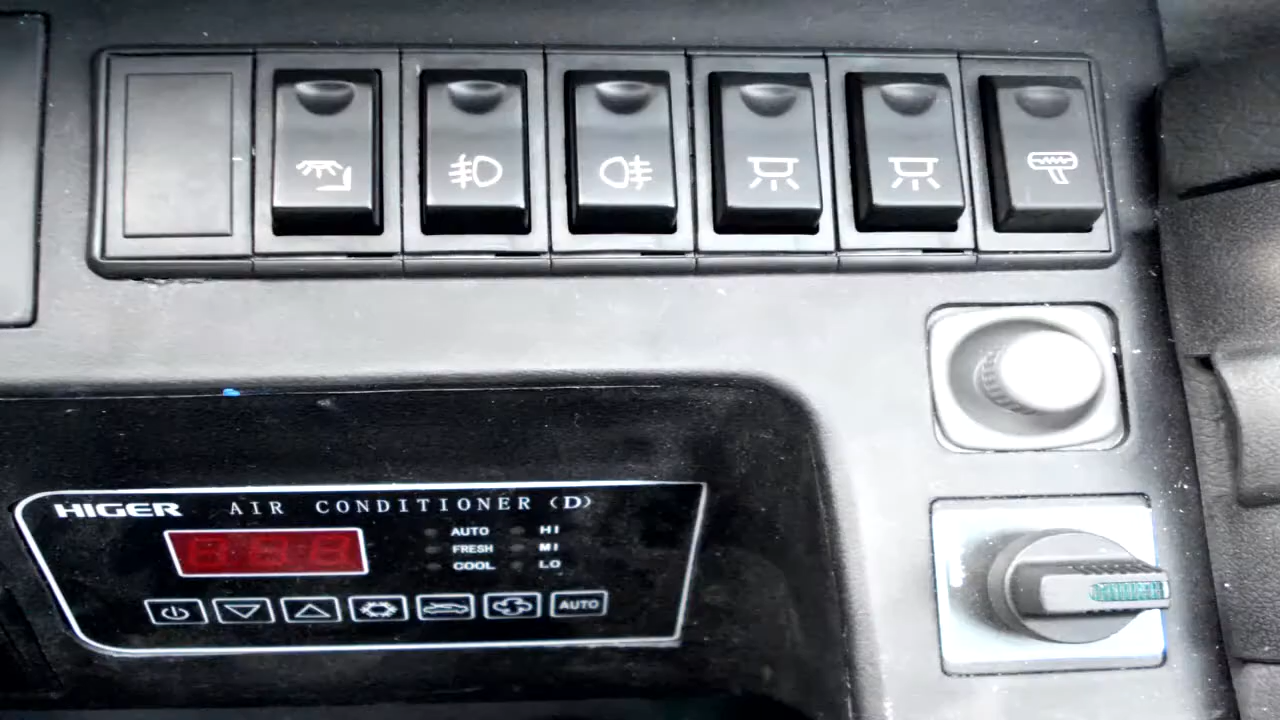 HIGER AIR CONDITIONER (D)
AUTO HI
FRESH MI
COOL LO
AUTO